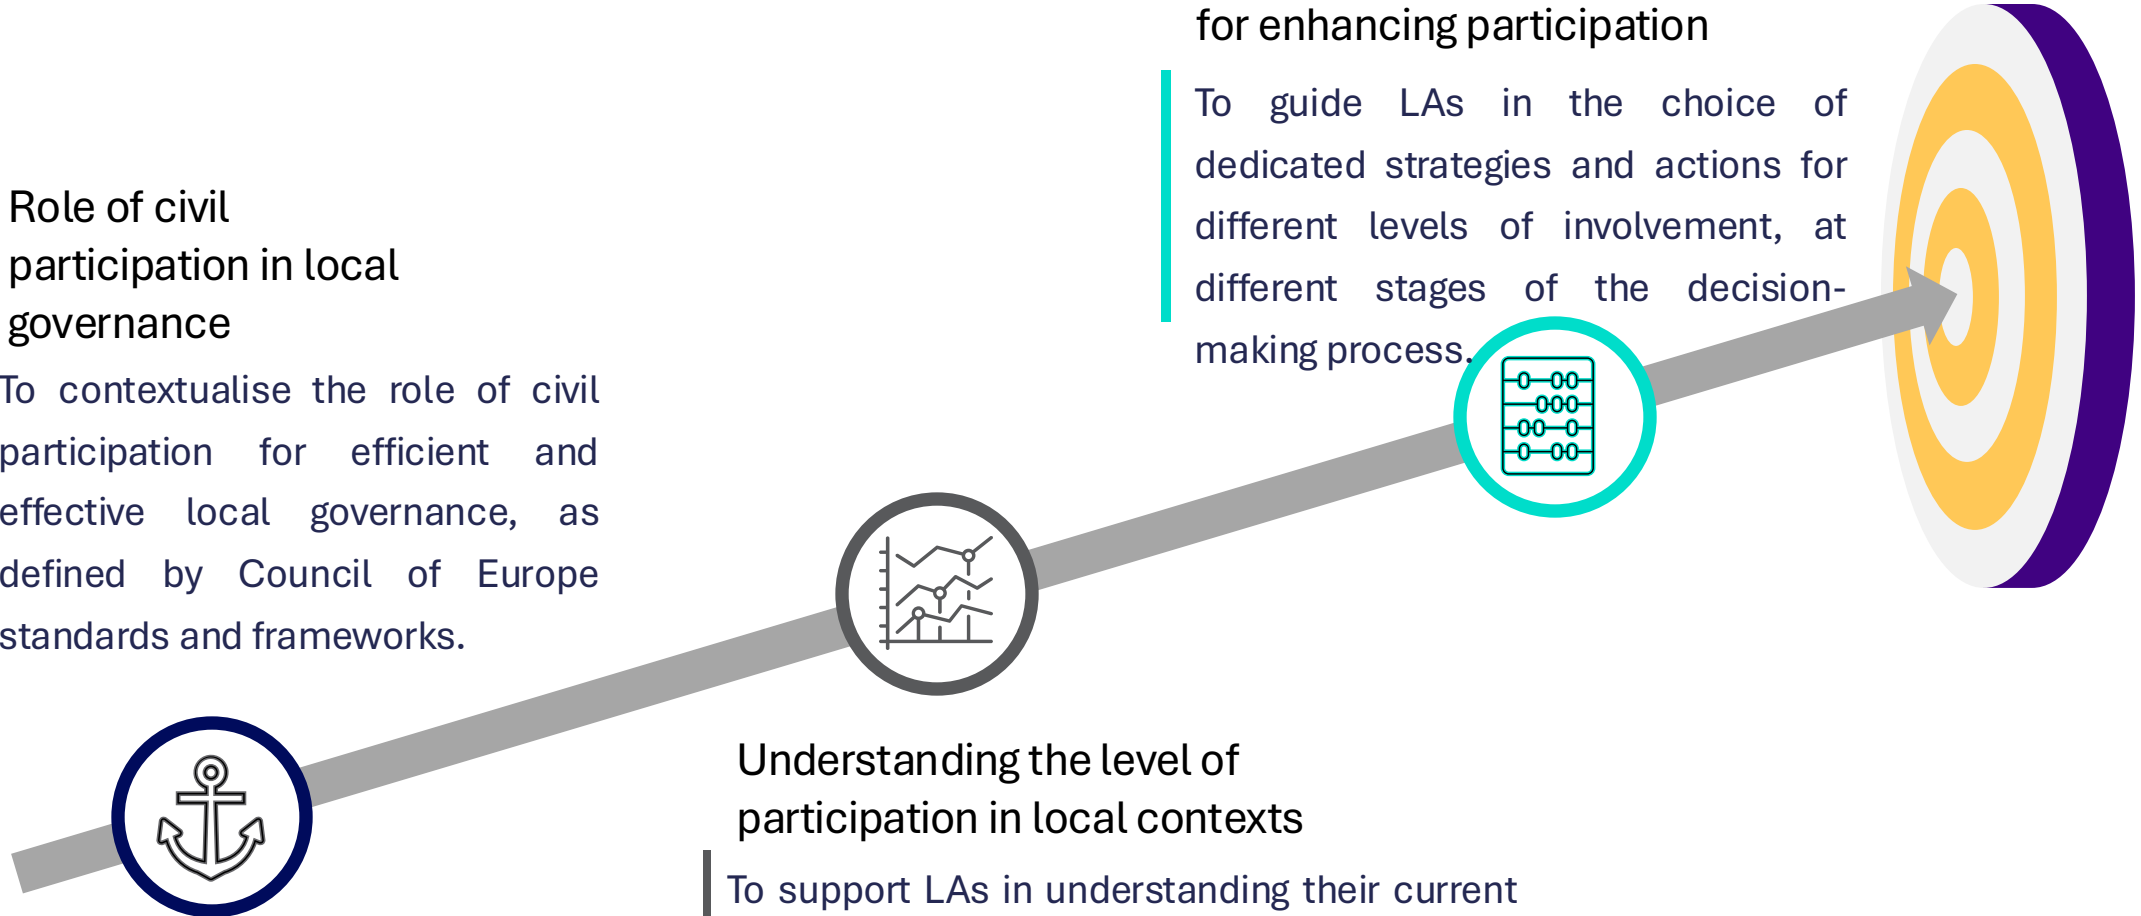 Role of civil
participation in local
governance
To contextualise the role of civil
participation for efficient and
effective local governance, as
defined by Council of Europe
standards and frameworks.
Understanding the level of
participation in local contexts
To support LAs in understanding their current
for enhancing participation
To guide LAs in the choice of
dedicated strategies and actions for
different levels of involvement, at
different stages of the decision-
making process.